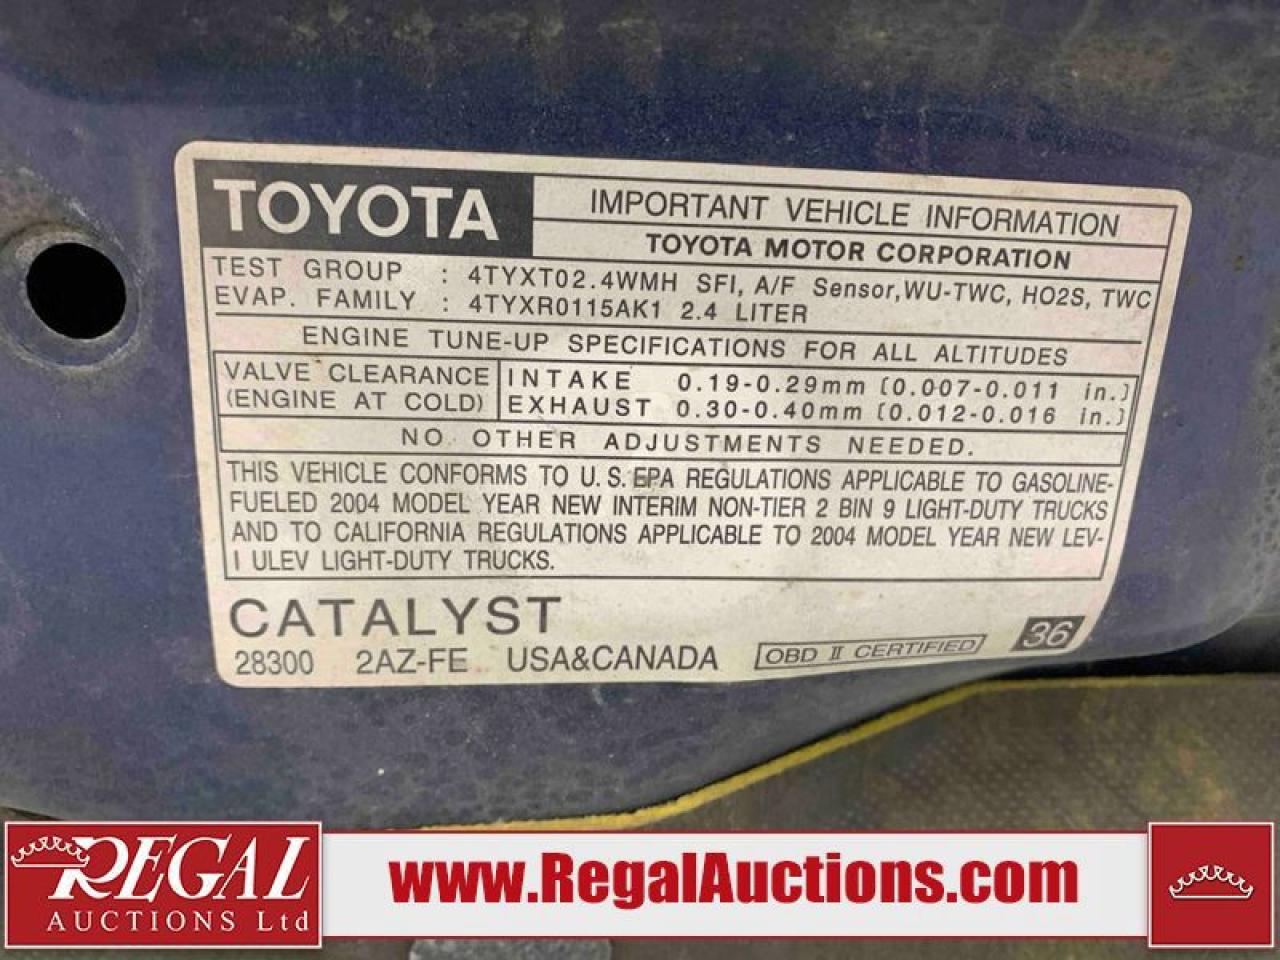 TOYOTA
IMPORTANT VEHICLE INFORMATION
TOYOTA MOTOR CORPORATION
TEST GROUP : 4TYXT02.4WMH SFI, A/F Sensor, WU-TWC, HO2S, TWC
EVAP. FAMILY : 4TYXR0115AK1 2.4 LITER
ENGINE TUNE-UP SPECIFICATIONS FOR ALL ALTITUDES
VALVE CLEARANCE INTAKE 0.19-0.29mm [0.007-0.011 in.]
(ENGINE AT COLD) EXHAUST 0.30-0.40mm [0.012-0.016 in.]
NO OTHER ADJUSTMENTS NEEDED.
THIS VEHICLE CONFORMS TO U.S. EPA REGULATIONS APPLICABLE TO GASOLINE-
FUELED 2004 MODEL YEAR NEW INTERIM NON-TIER 2 BIN 9 LIGHT-DUTY TRUCKS
AND TO CALIFORNIA REGULATIONS APPLICABLE TO 2004 MODEL YEAR NEW LEV-
I ULEV LIGHT-DUTY TRUCKS.
CATALYST
28300 2AZ-FE USA&CANADA OBD II CERTIFIED 36
REGAL
AUCTIONS Ltd
www.RegalAuctions.com